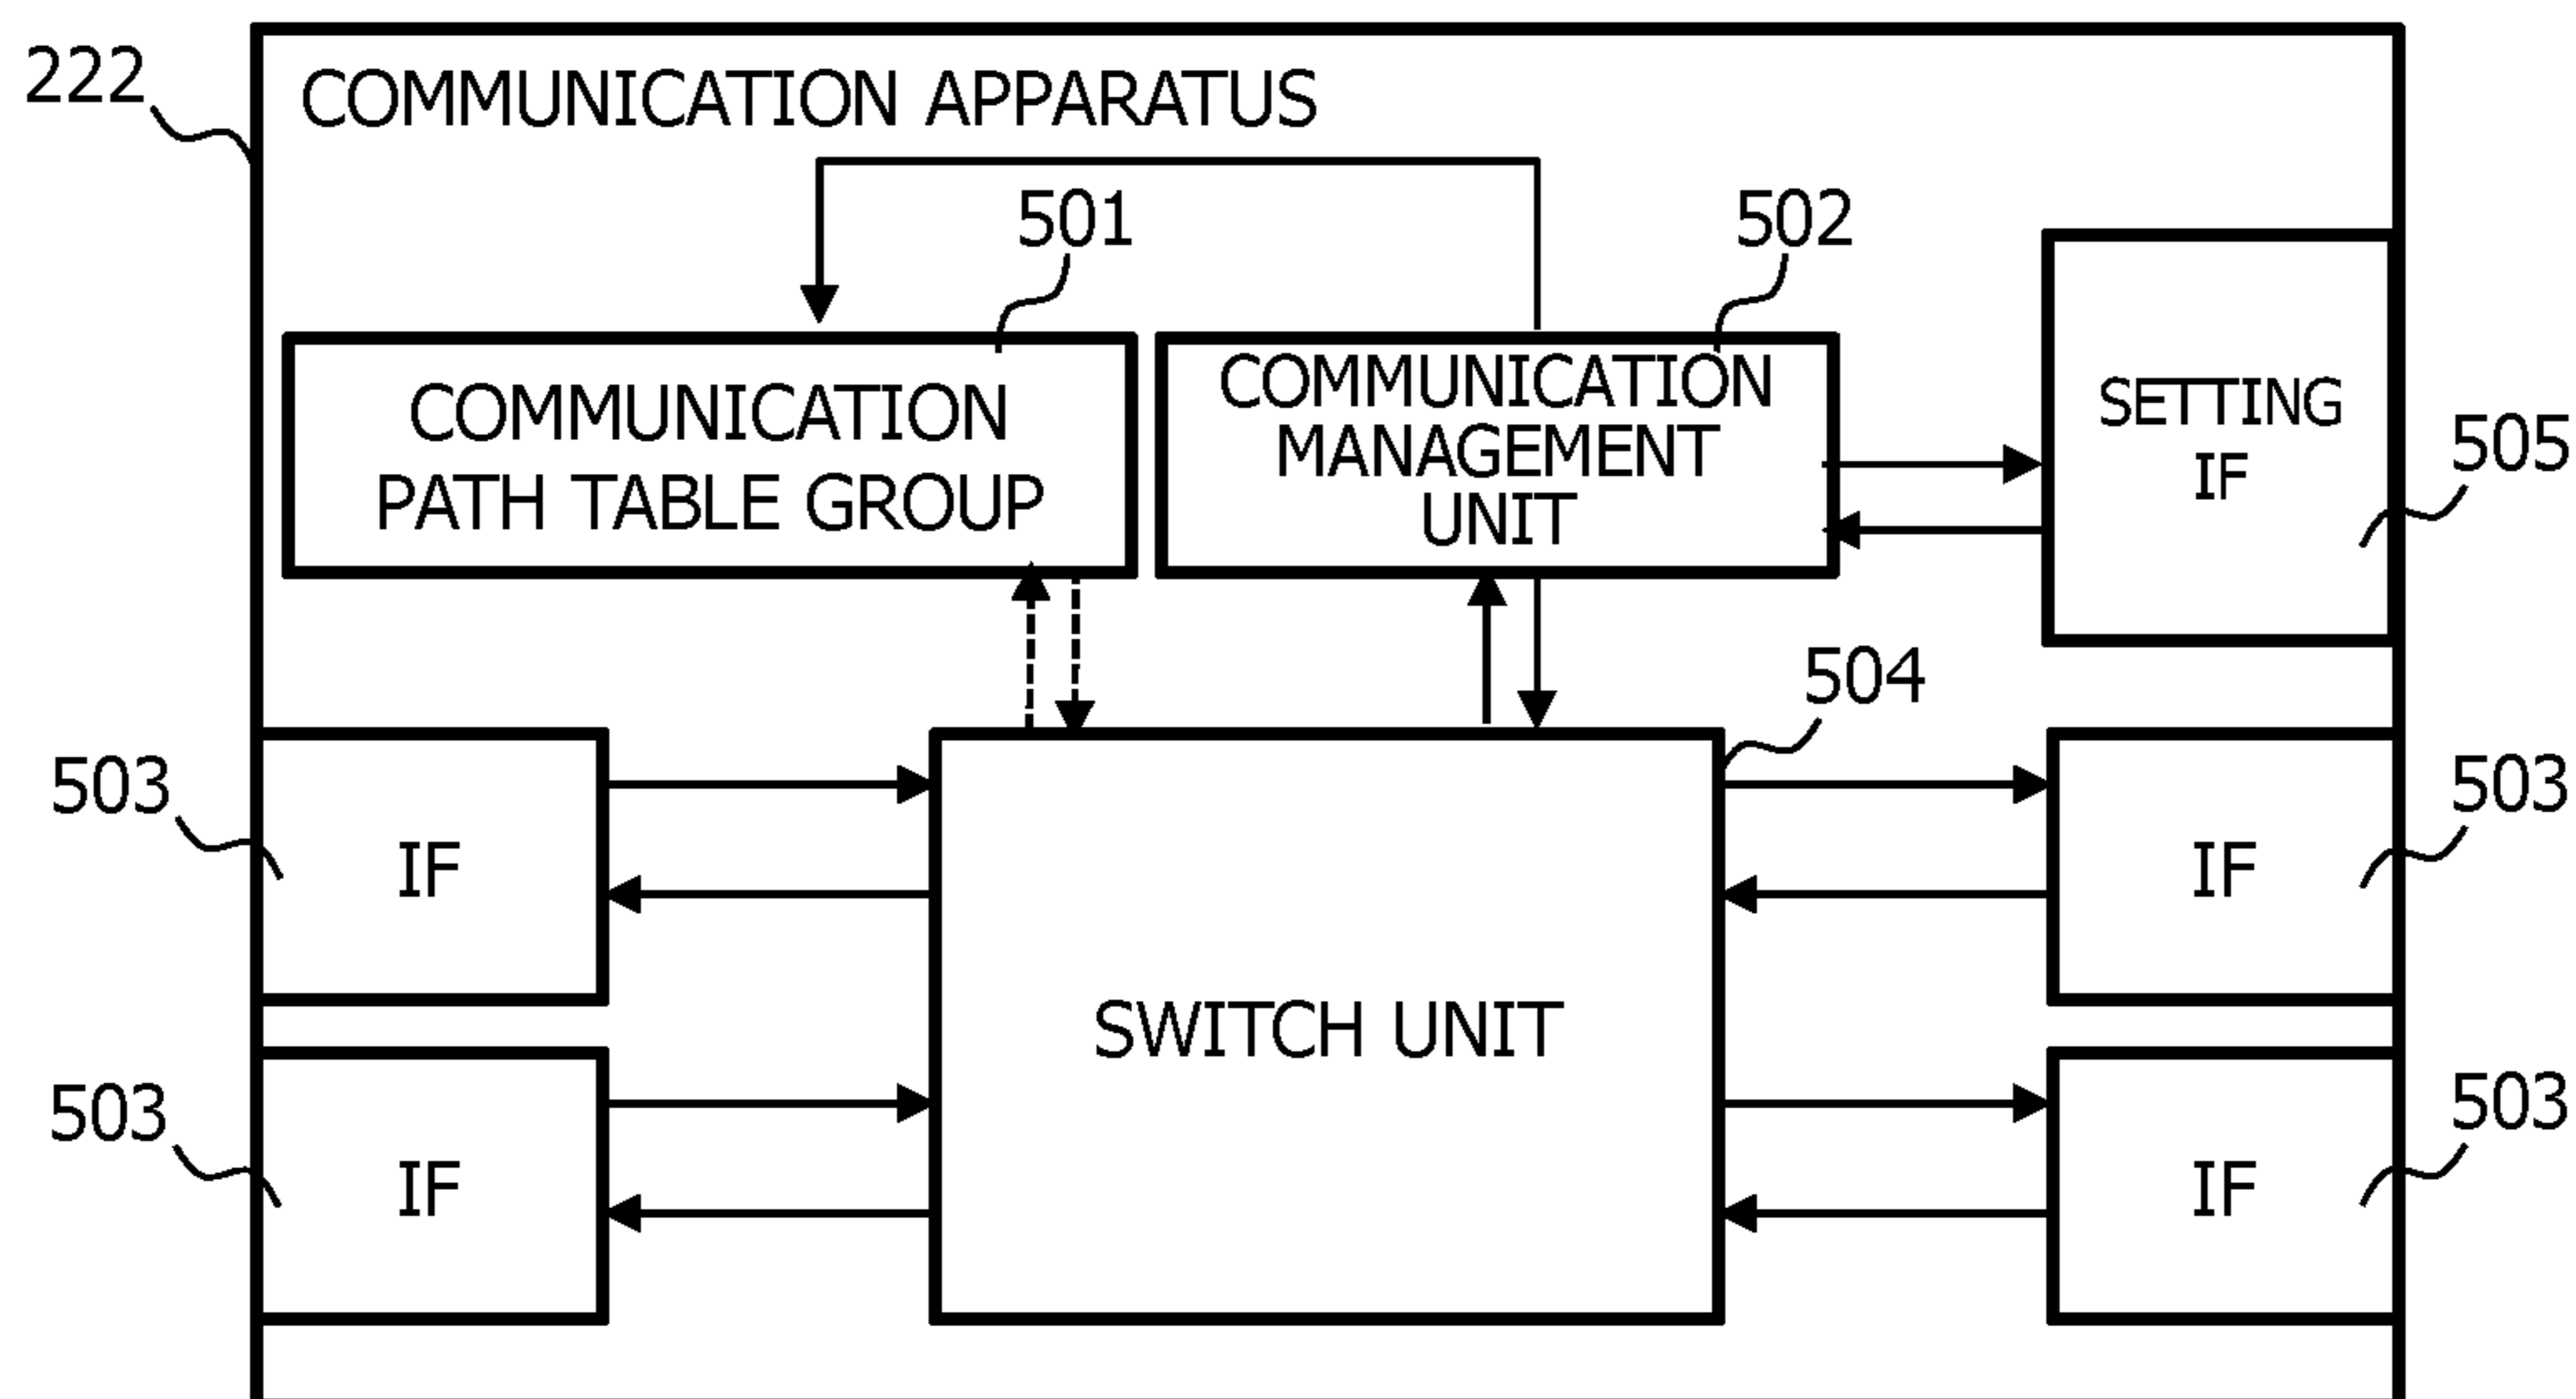 222
COMMUNICATION APPARATUS
501
502
COMMUNICATION
PATH TABLE GROUP
COMMUNICATION
MANAGEMENT
UNIT
SETTING
IF
505
504
503
IF
SWITCH UNIT
IF
503
503
IF
IF
503